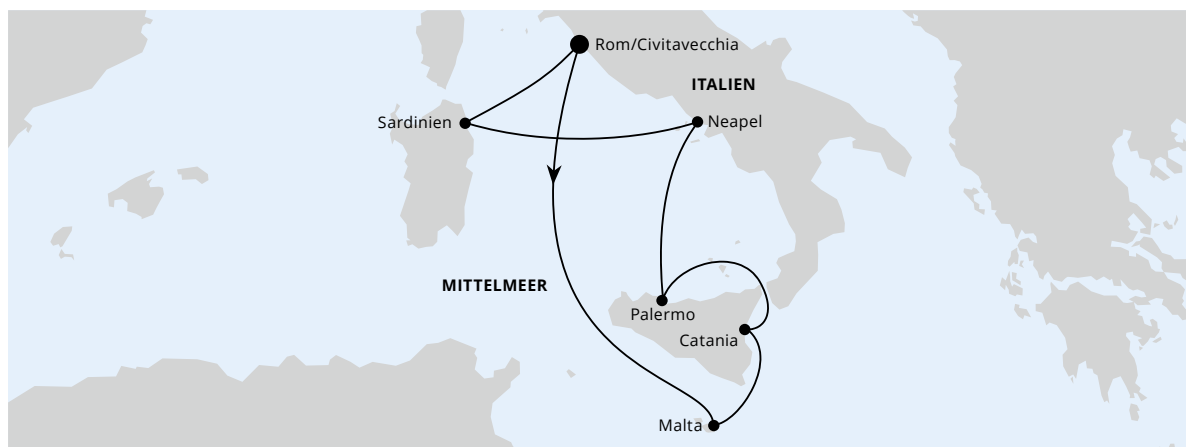 Rom/Civitavecchia
ITALIEN
Sardinien
Neapel
MITTELMEER
Palermo
Catania
Malta